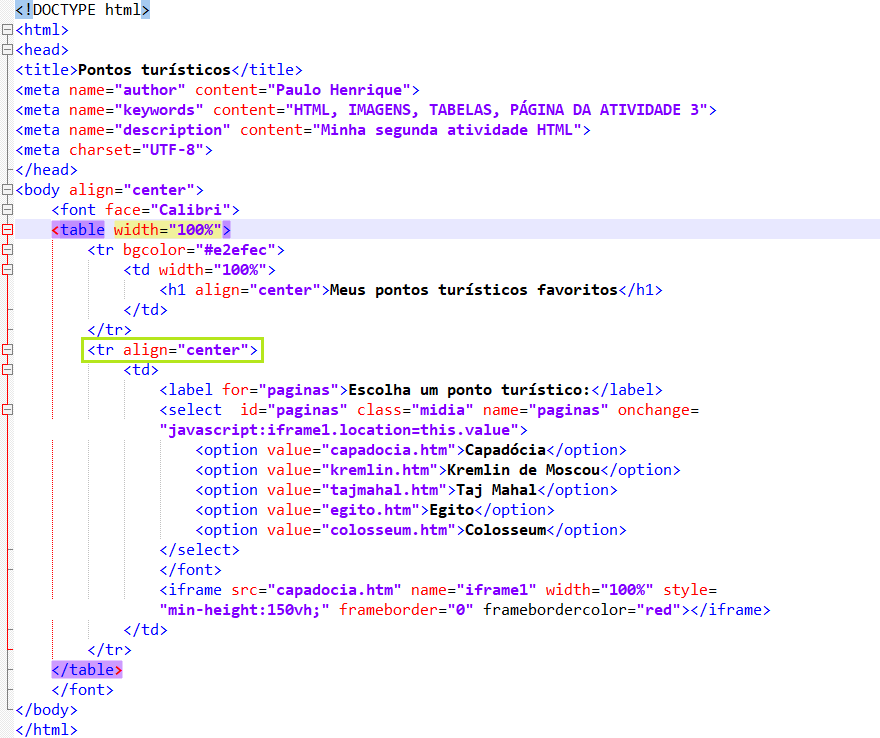 <!DOCTYPE html>
<html>
<head>
<title>Pontos turísticos</title>
<meta name="author" content="Paulo Henrique">
<meta name="keywords" content="HTML, IMAGENS, TABELAS, PÁGINA DA ATIVIDADE 3">
<meta name="description" content="Minha segunda atividade HTML">
<meta charset="UTF-8">
</head>
<body align="center">
    <font face="Calibri">
    <table width="100%">
        <tr bgcolor="#e2efec">
            <td width="100%">
                <h1 align="center">Meus pontos turísticos favoritos</h1>
            </td>
        </tr>
        <tr align="center">
            <td>
                <label for="paginas">Escolha um ponto turístico:</label>
                <select  id="paginas" class="midia" name="paginas" onchange=
                "javascript:iframe1.location=this.value">
                    <option value="capadocia.htm">Capadócia</option>
                    <option value="kremlin.htm">Kremlin de Moscou</option>
                    <option value="tajmahal.htm">Taj Mahal</option>
                    <option value="egito.htm">Egito</option>
                    <option value="colosseum.htm">Colosseum</option>
                </select>
                </font>
                <iframe src="capadocia.htm" name="iframe1" width="100%" style=
                "min-height:150vh;" frameborder="0" framebordercolor="red"></iframe>
            </td>
        </tr>
    </table>
    </font>
</body>
</html>